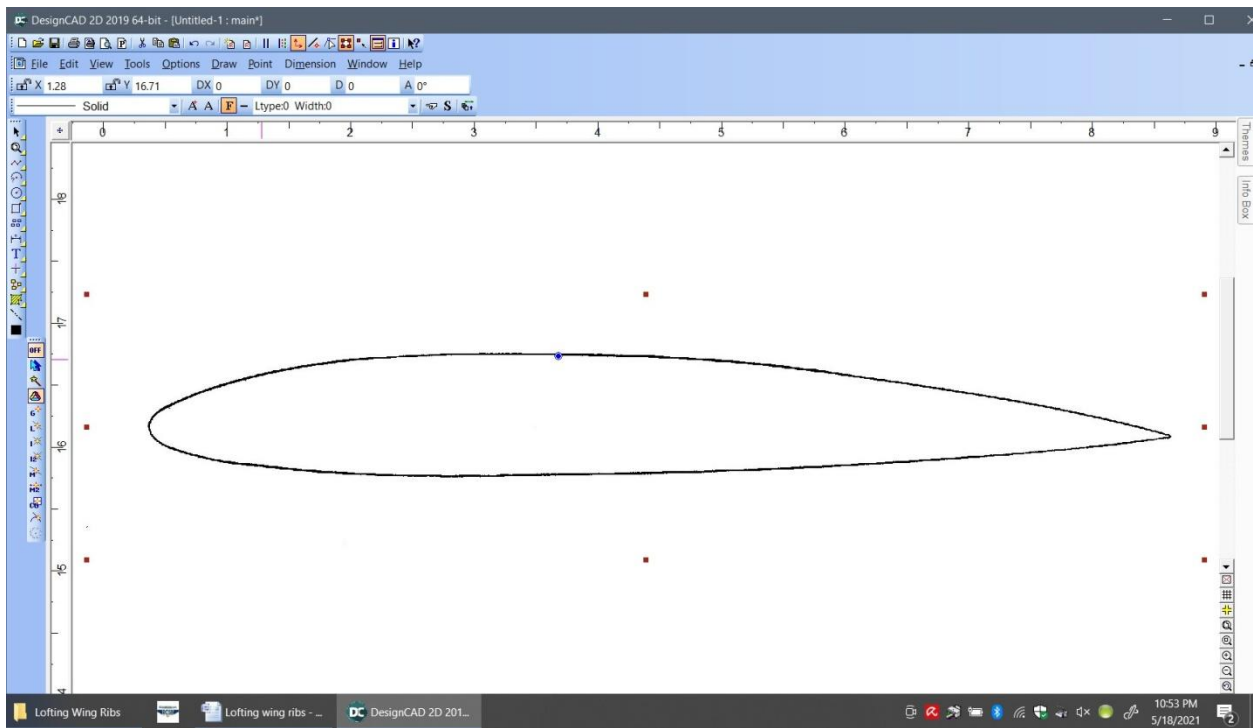 DesignCAD 2D 2019 64-bit - [Untitled-1 : main*]
File Edit View Tools Options Draw Point Dimension Window Help
X 1.28 Y 16.71 DX 0 DY 0 D 0 A 0°
Solid A A F Ltype:0 Width:0 S
0 1 2 3 4 5 6 7 8 9
Themes
Info Box
18
17
16
15
14
OFF
Lofting Wing Ribs
Lofting wing ribs - ...
DesignCAD 2D 201...
10:53 PM
5/18/2021
2